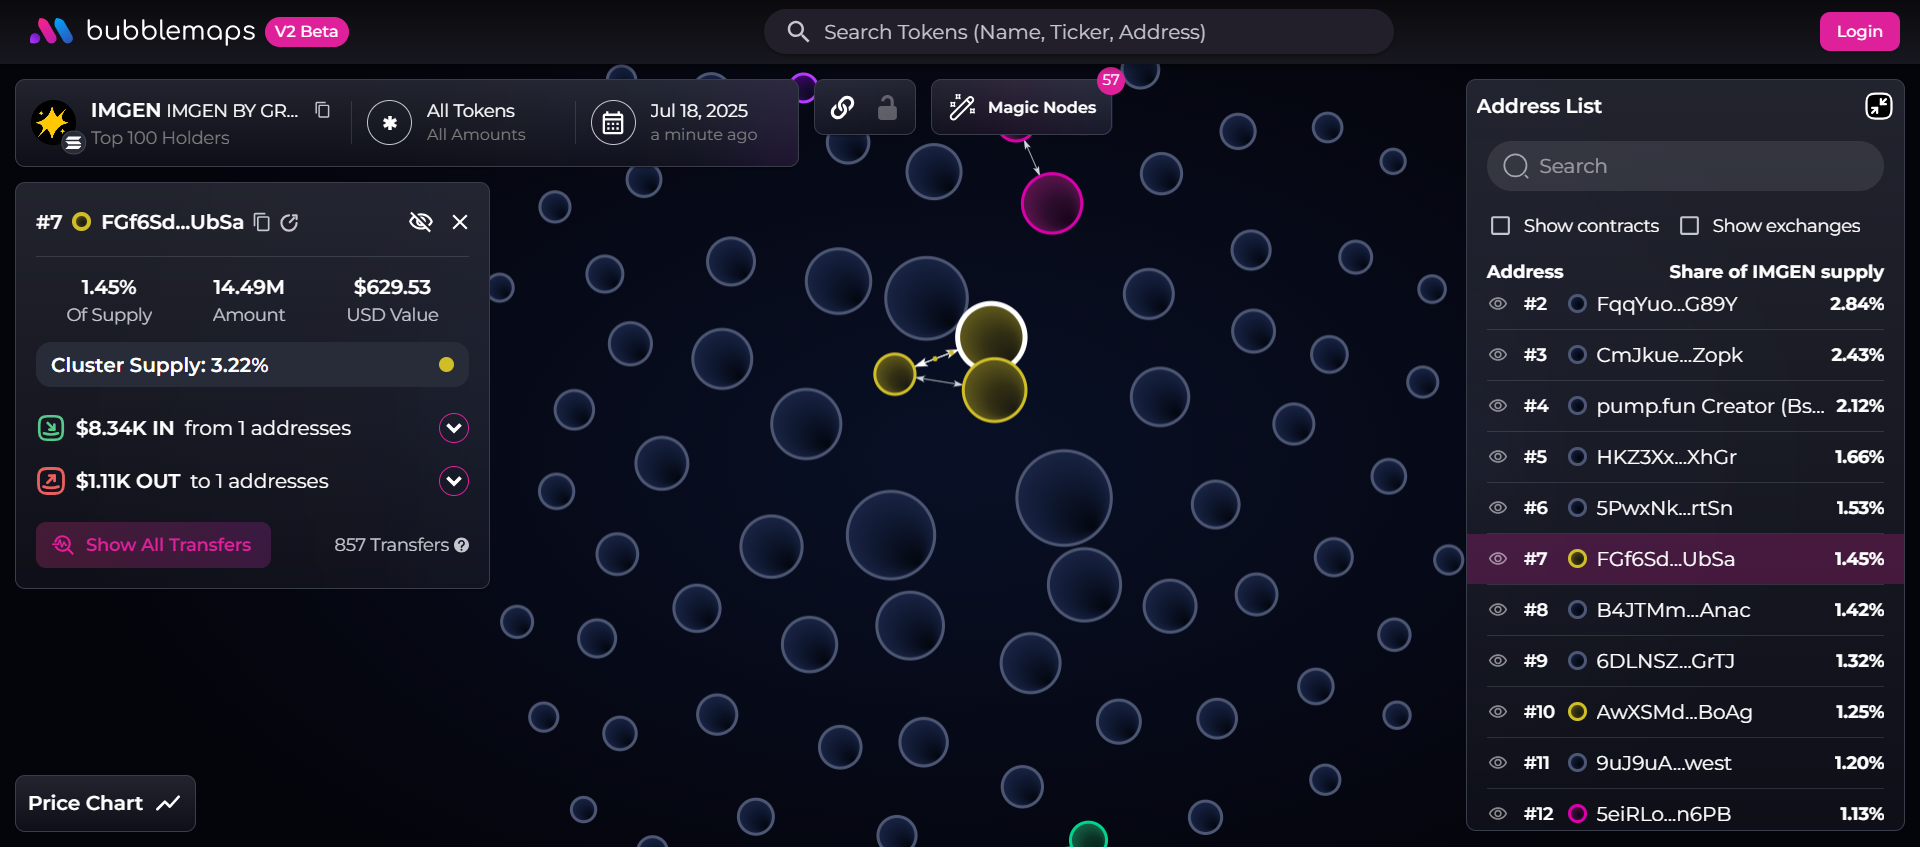 bubblemaps V2 Beta
Search Tokens (Name, Ticker, Address)
Login
IMGEN IMGEN BY GR...
Top 100 Holders
All Tokens
All Amounts
Jul 18, 2025
a minute ago
Magic Nodes
57
#7 FGf6Sd...UbSa
1.45% 14.49M $629.53
Of Supply Amount USD Value
Cluster Supply: 3.22%
$8.34K IN from 1 addresses
$1.11K OUT to 1 addresses
Show All Transfers 857 Transfers ?
Price Chart
Address List
Search
Show contracts Show exchanges
Address Share of IMGEN supply
#2 FqqYuo...G89Y 2.84%
#3 CmJkue...Zopk 2.43%
#4 pump.fun Creator (Bs... 2.12%
#5 HKZ3Xx...XhGr 1.66%
#6 5PwxNk...rtSn 1.53%
#7 FGf6Sd...UbSa 1.45%
#8 B4JTMm...Anac 1.42%
#9 6DLNSZ...GrTJ 1.32%
#10 AwXSMd...BoAg 1.25%
#11 9uJ9uA...west 1.20%
#12 5eiRLo...n6PB 1.13%